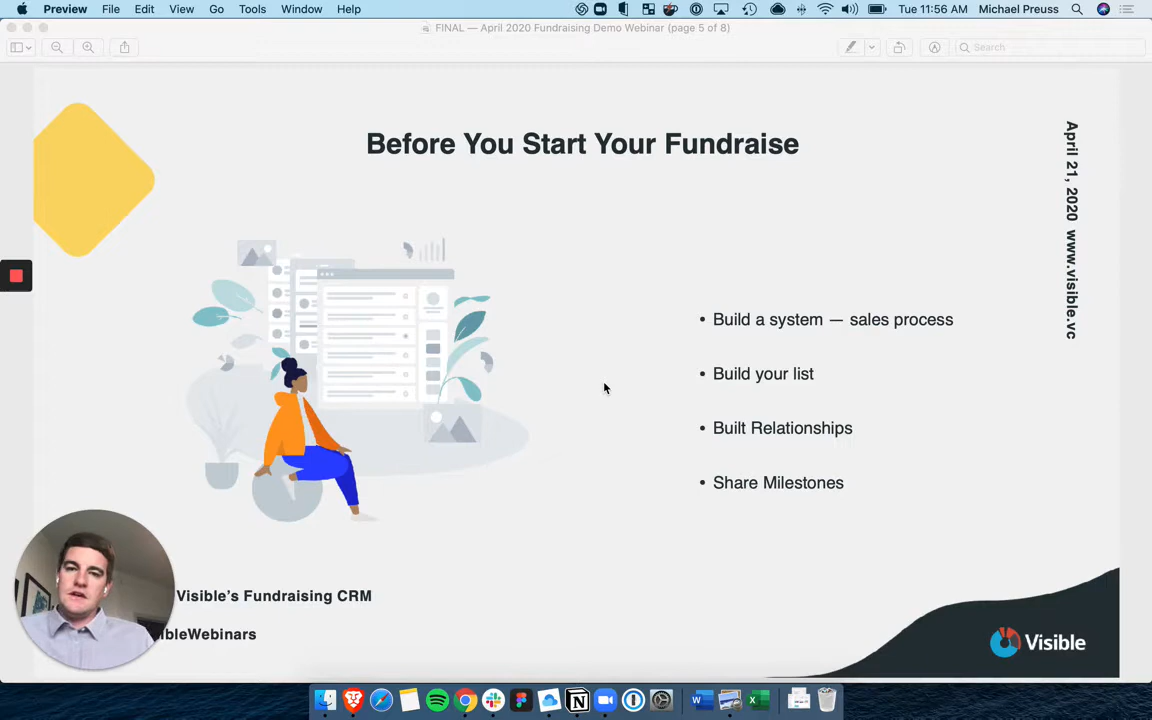 Preview File Edit View Go Tools Window Help Tue 11:56 AM Michael Preuss
FINAL — April 2020 Fundraising Demo Webinar (page 5 of 8)
Search
Before You Start Your Fundraise
April 21, 2020 www.visible.vc
• Build a system — sales process
• Build your list
• Built Relationships
• Share Milestones
Visible's Fundraising CRM
ibleWebinars
Visible